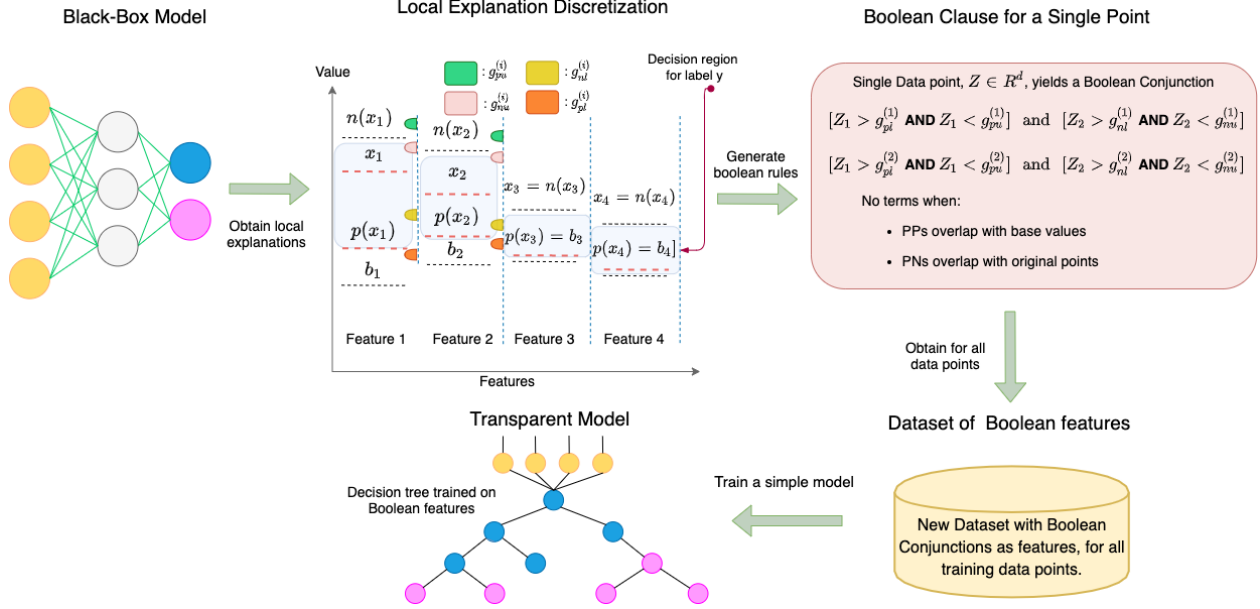 Black-Box Model
Local Explanation Discretization
Boolean Clause for a Single Point
Obtain local
explanations
Value
: g_{pu}^{(i)}
: g_{nl}^{(i)}
: g_{nu}^{(i)}
: g_{pl}^{(i)}
Decision region
for label y
n(x_1)
x_1
p(x_1)
b_1
n(x_2)
x_2
p(x_2)
b_2
x_3 = n(x_3)
p(x_3) = b_3
x_4 = n(x_4)
p(x_4) = b_4]
Feature 1
Feature 2
Feature 3
Feature 4
Features
Generate
boolean rules
Single Data point, Z ∈ R^d, yields a Boolean Conjunction
[Z_1 > g_{pl}^{(1)} AND Z_1 < g_{pu}^{(1)}] and [Z_2 > g_{nl}^{(1)} AND Z_2 < g_{nu}^{(1)}]
[Z_1 > g_{pl}^{(2)} AND Z_1 < g_{pu}^{(2)}] and [Z_2 > g_{nl}^{(2)} AND Z_2 < g_{nu}^{(2)}]
No terms when:
• PPs overlap with base values
• PNs overlap with original points
Obtain for all
data points
Dataset of Boolean features
New Dataset with Boolean
Conjunctions as features, for all
training data points.
Train a simple model
Transparent Model
Decision tree trained on
Boolean features